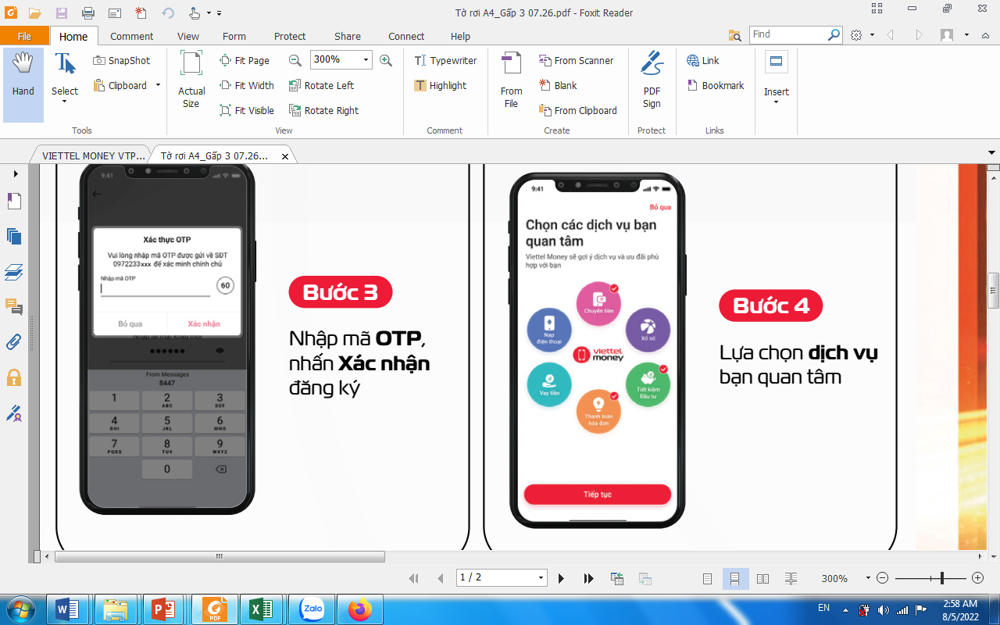 Tờ rơi A4_Gấp 3 07.26.pdf - Foxit Reader
File
Home
Comment
View
Form
Protect
Share
Connect
Help
Find
Hand
Select
SnapShot
Clipboard
Actual
Size
Fit Page
Fit Width
Fit Visible
300%
Rotate Left
Rotate Right
Typewriter
Highlight
From
File
From Scanner
Blank
From Clipboard
PDF
Sign
Link
Bookmark
Insert
Tools
View
Comment
Create
Protect
Links
VIETTEL MONEY VTP...
Tờ rơi A4_Gấp 3 07.26...
9:41
Xác thực OTP
Vui lòng nhập mã OTP được gửi về SĐT
0972233xxx để xác minh chính chủ
Nhập mã OTP
60
Bỏ qua
Xác nhận
Nhập lại mật khẩu mới
From Messages
8447
1
2
ABC
3
DEF
4
GHI
5
JKL
6
MNO
7
PQRS
8
TUV
9
WXYZ
0
Bước 3
Nhập mã OTP,
nhấn Xác nhận
đăng ký
9:41
Bỏ qua
Chọn các dịch vụ bạn
quan tâm
Viettel Money sẽ gợi ý dịch vụ và ưu đãi phù
hợp với bạn
Chuyển tiền
Nạp
điện thoại
Xổ số
viettel
money
Vay tiền
Tiết kiệm
Đầu tư
Thanh toán
hóa đơn
Tiếp tục
Bước 4
Lựa chọn dịch vụ
bạn quan tâm
1 / 2
300%
W
P
PDF
X
Zalo
EN
2:58 AM
8/5/2022